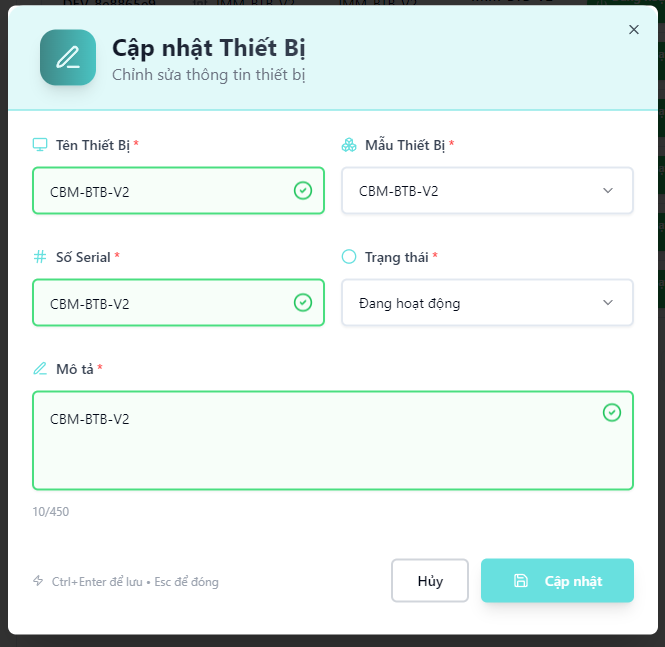 Cập nhật Thiết Bị
Chỉnh sửa thông tin thiết bị
Tên Thiết Bị *
CBM-BTB-V2
Mẫu Thiết Bị *
CBM-BTB-V2
Số Serial *
CBM-BTB-V2
Trạng thái *
Đang hoạt động
Mô tả *
CBM-BTB-V2
10/450
Ctrl+Enter để lưu • Esc để đóng
Hủy
Cập nhật